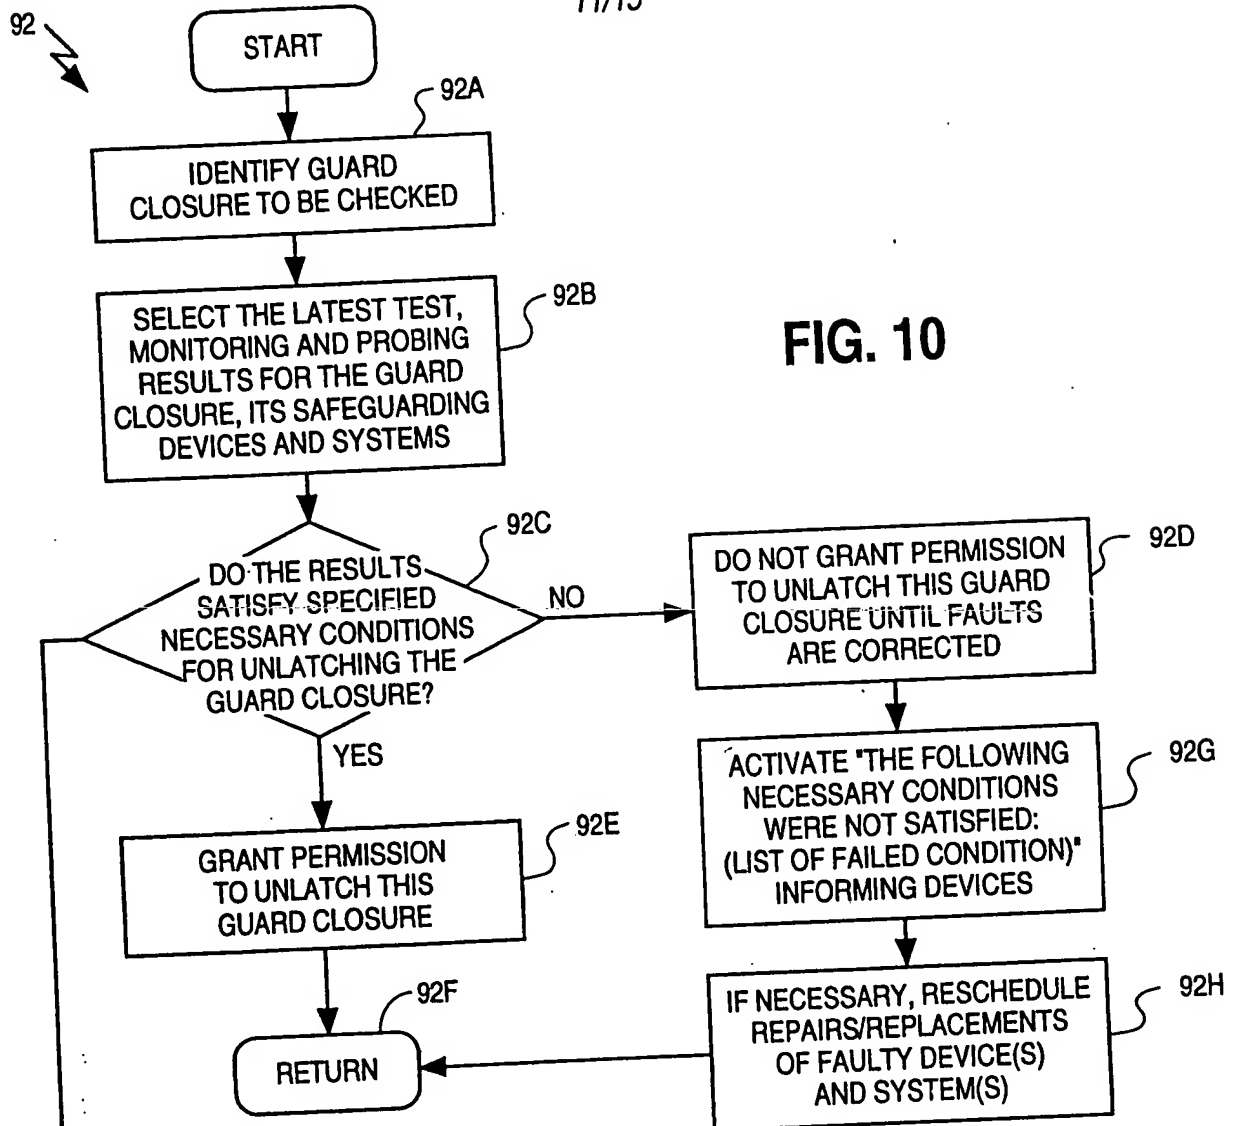 92
START
92A
IDENTIFY GUARD
CLOSURE TO BE CHECKED
92B
SELECT THE LATEST TEST,
MONITORING AND PROBING
RESULTS FOR THE GUARD
CLOSURE, ITS SAFEGUARDING
DEVICES AND SYSTEMS
FIG. 10
92C
DO THE RESULTS
SATISFY SPECIFIED
NECESSARY CONDITIONS
FOR UNLATCHING THE
GUARD CLOSURE?
NO
YES
92D
DO NOT GRANT PERMISSION
TO UNLATCH THIS GUARD
CLOSURE UNTIL FAULTS
ARE CORRECTED
92G
ACTIVATE "THE FOLLOWING
NECESSARY CONDITIONS
WERE NOT SATISFIED:
(LIST OF FAILED CONDITION)"
INFORMING DEVICES
92E
GRANT PERMISSION
TO UNLATCH THIS
GUARD CLOSURE
92H
IF NECESSARY, RESCHEDULE
REPAIRS/REPLACEMENTS
OF FAULTY DEVICE(S)
AND SYSTEM(S)
92F
RETURN